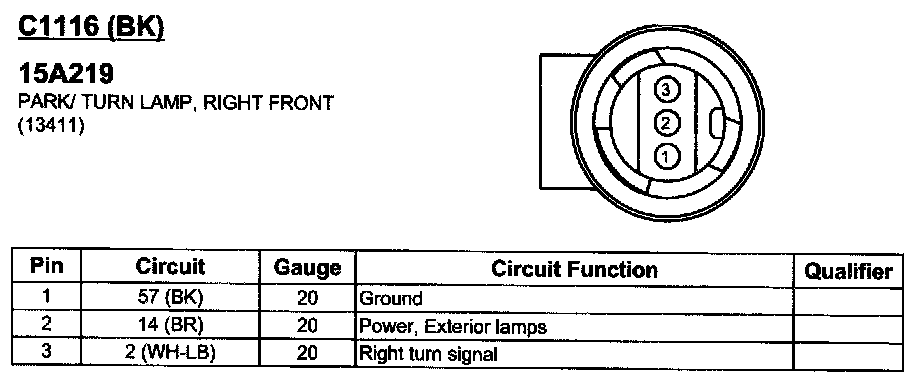 C1116 (BK)
15A219
PARK/ TURN LAMP, RIGHT FRONT
(13411)
3
2
1
Pin Circuit Gauge Circuit Function Qualifier
1 57 (BK) 20 Ground
2 14 (BR) 20 Power, Exterior lamps
3 2 (WH-LB) 20 Right turn signal